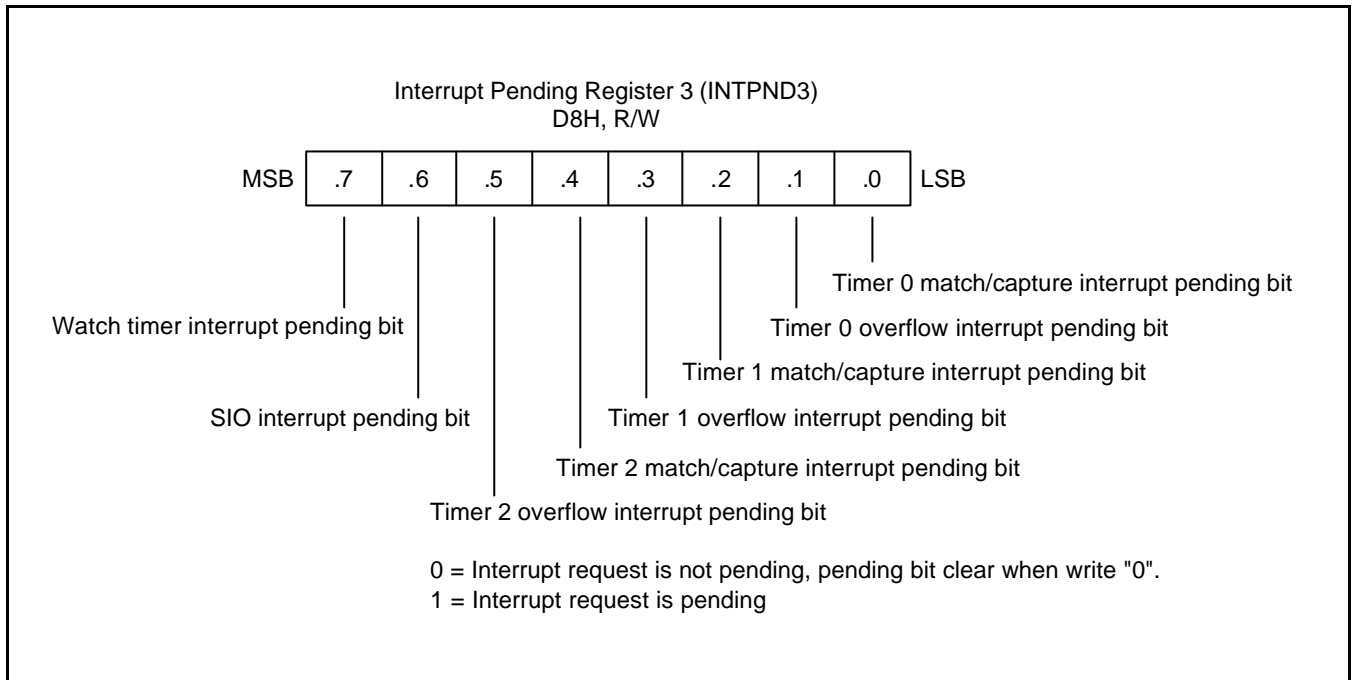 Interrupt Pending Register 3 (INTPND3)
D8H, R/W
MSB .7 .6 .5 .4 .3 .2 .1 .0 LSB
Timer 0 match/capture interrupt pending bit
Watch timer interrupt pending bit
Timer 0 overflow interrupt pending bit
Timer 1 match/capture interrupt pending bit
SIO interrupt pending bit
Timer 1 overflow interrupt pending bit
Timer 2 match/capture interrupt pending bit
Timer 2 overflow interrupt pending bit
0 = Interrupt request is not pending, pending bit clear when write "0".
1 = Interrupt request is pending